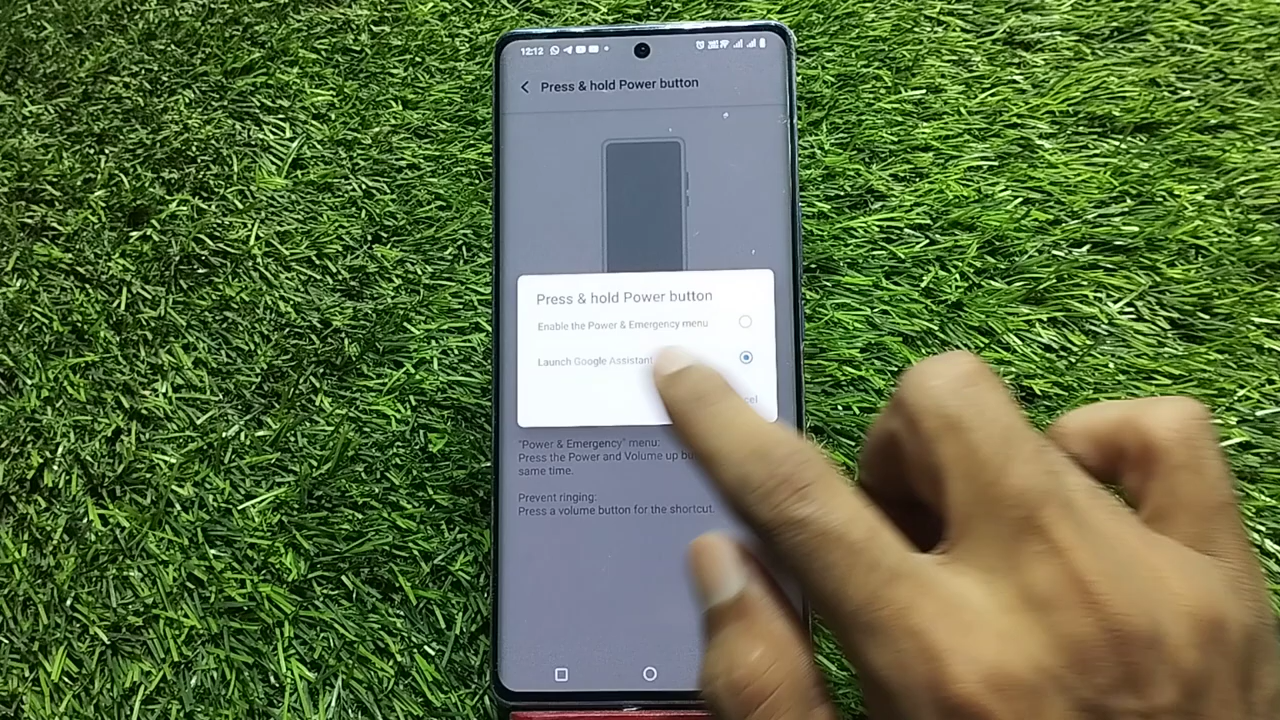 12:12
Press & hold Power button
Press & hold Power button
Enable the Power & Emergency menu
Launch Google Assistant
"Power & Emergency" menu:
Press the Power and Volume up
same time.
Prevent ringing:
Press a volume button for the shortcut.